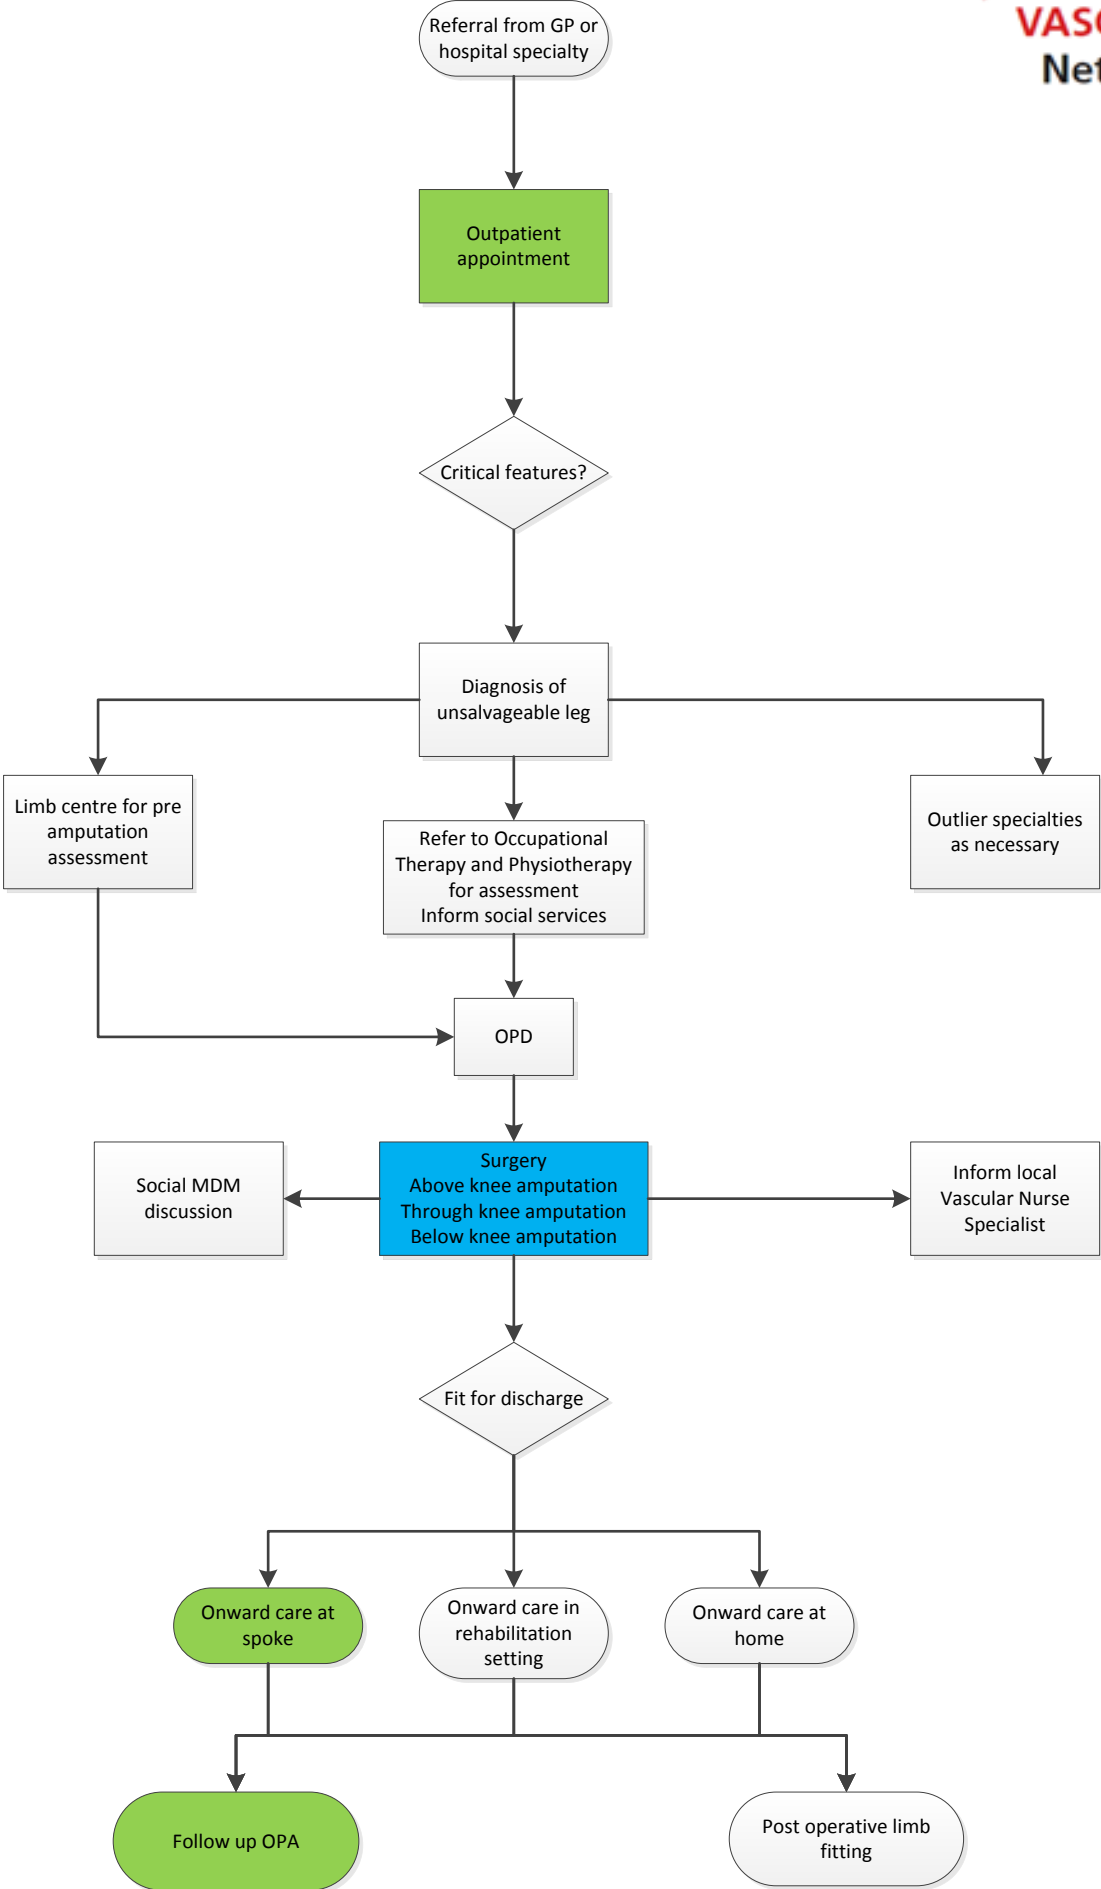 Referral from GP or
hospital specialty
VASC
Net
Outpatient
appointment
Critical features?
Diagnosis of
unsalvageable leg
Limb centre for pre
amputation
assessment
Refer to Occupational
Therapy and Physiotherapy
for assessment
Inform social services
Outlier specialties
as necessary
OPD
Social MDM
discussion
Surgery
Above knee amputation
Through knee amputation
Below knee amputation
Inform local
Vascular Nurse
Specialist
Fit for discharge
Onward care at
spoke
Onward care in
rehabilitation
setting
Onward care at
home
Follow up OPA
Post operative limb
fitting